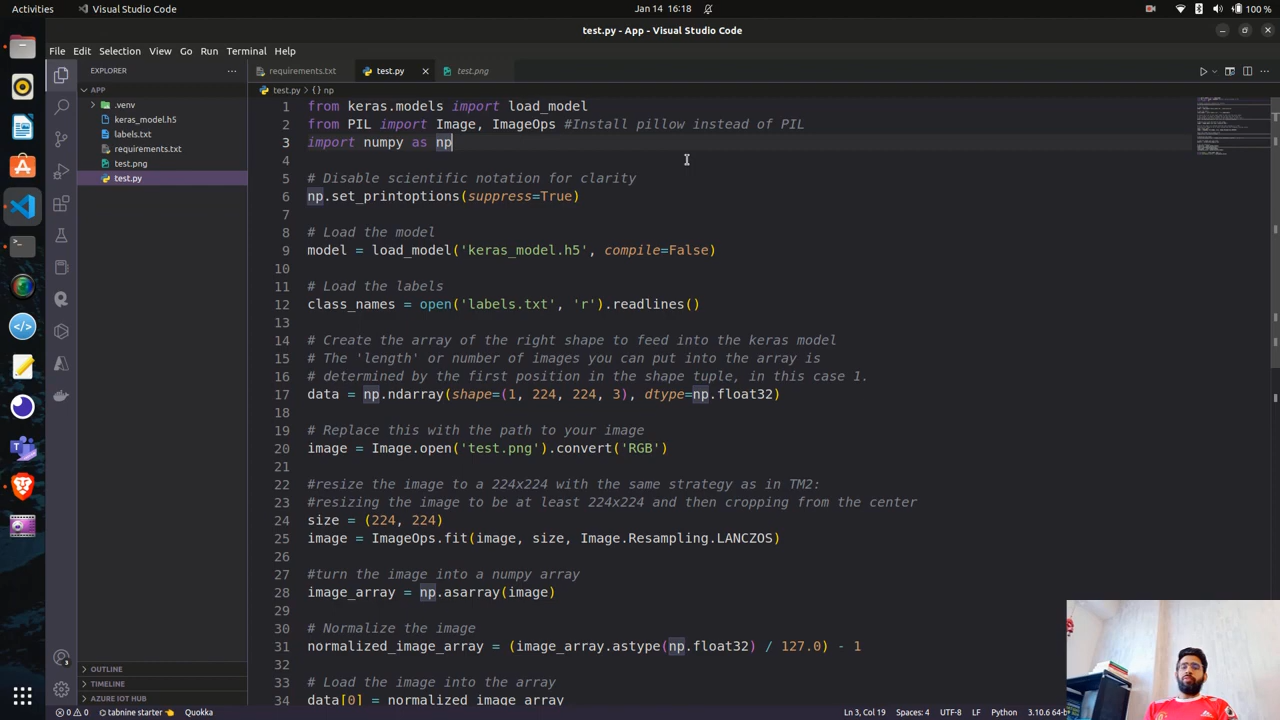 Activities
Visual Studio Code
Jan 14 16:18
100 %
test.py - App - Visual Studio Code
File Edit Selection View Go Run Terminal Help
EXPLORER
requirements.txt
test.py
test.png
APP
test.py > {} np
.venv
keras_model.h5
labels.txt
requirements.txt
test.png
test.py
1 from keras.models import load_model
2 from PIL import Image, ImageOps #Install pillow instead of PIL
3 import numpy as np
4
5 # Disable scientific notation for clarity
6 np.set_printoptions(suppress=True)
7
8 # Load the model
9 model = load_model('keras_model.h5', compile=False)
10
11 # Load the labels
12 class_names = open('labels.txt', 'r').readlines()
13
14 # Create the array of the right shape to feed into the keras model
15 # The 'length' or number of images you can put into the array is
16 # determined by the first position in the shape tuple, in this case 1.
17 data = np.ndarray(shape=(1, 224, 224, 3), dtype=np.float32)
18
19 # Replace this with the path to your image
20 image = Image.open('test.png').convert('RGB')
21
22 #resize the image to a 224x224 with the same strategy as in TM2:
23 #resizing the image to be at least 224x224 and then cropping from the center
24 size = (224, 224)
25 image = ImageOps.fit(image, size, Image.Resampling.LANCZOS)
26
27 #turn the image into a numpy array
28 image_array = np.asarray(image)
29
30 # Normalize the image
31 normalized_image_array = (image_array.astype(np.float32) / 127.0) - 1
32
33 # Load the image into the array
34 data[0] = normalized_image_array
OUTLINE
TIMELINE
AZURE IOT HUB
0 0 tabnine starter Quokka
Ln 3, Col 19 Spaces: 4 UTF-8 LF Python 3.10.6 64-b